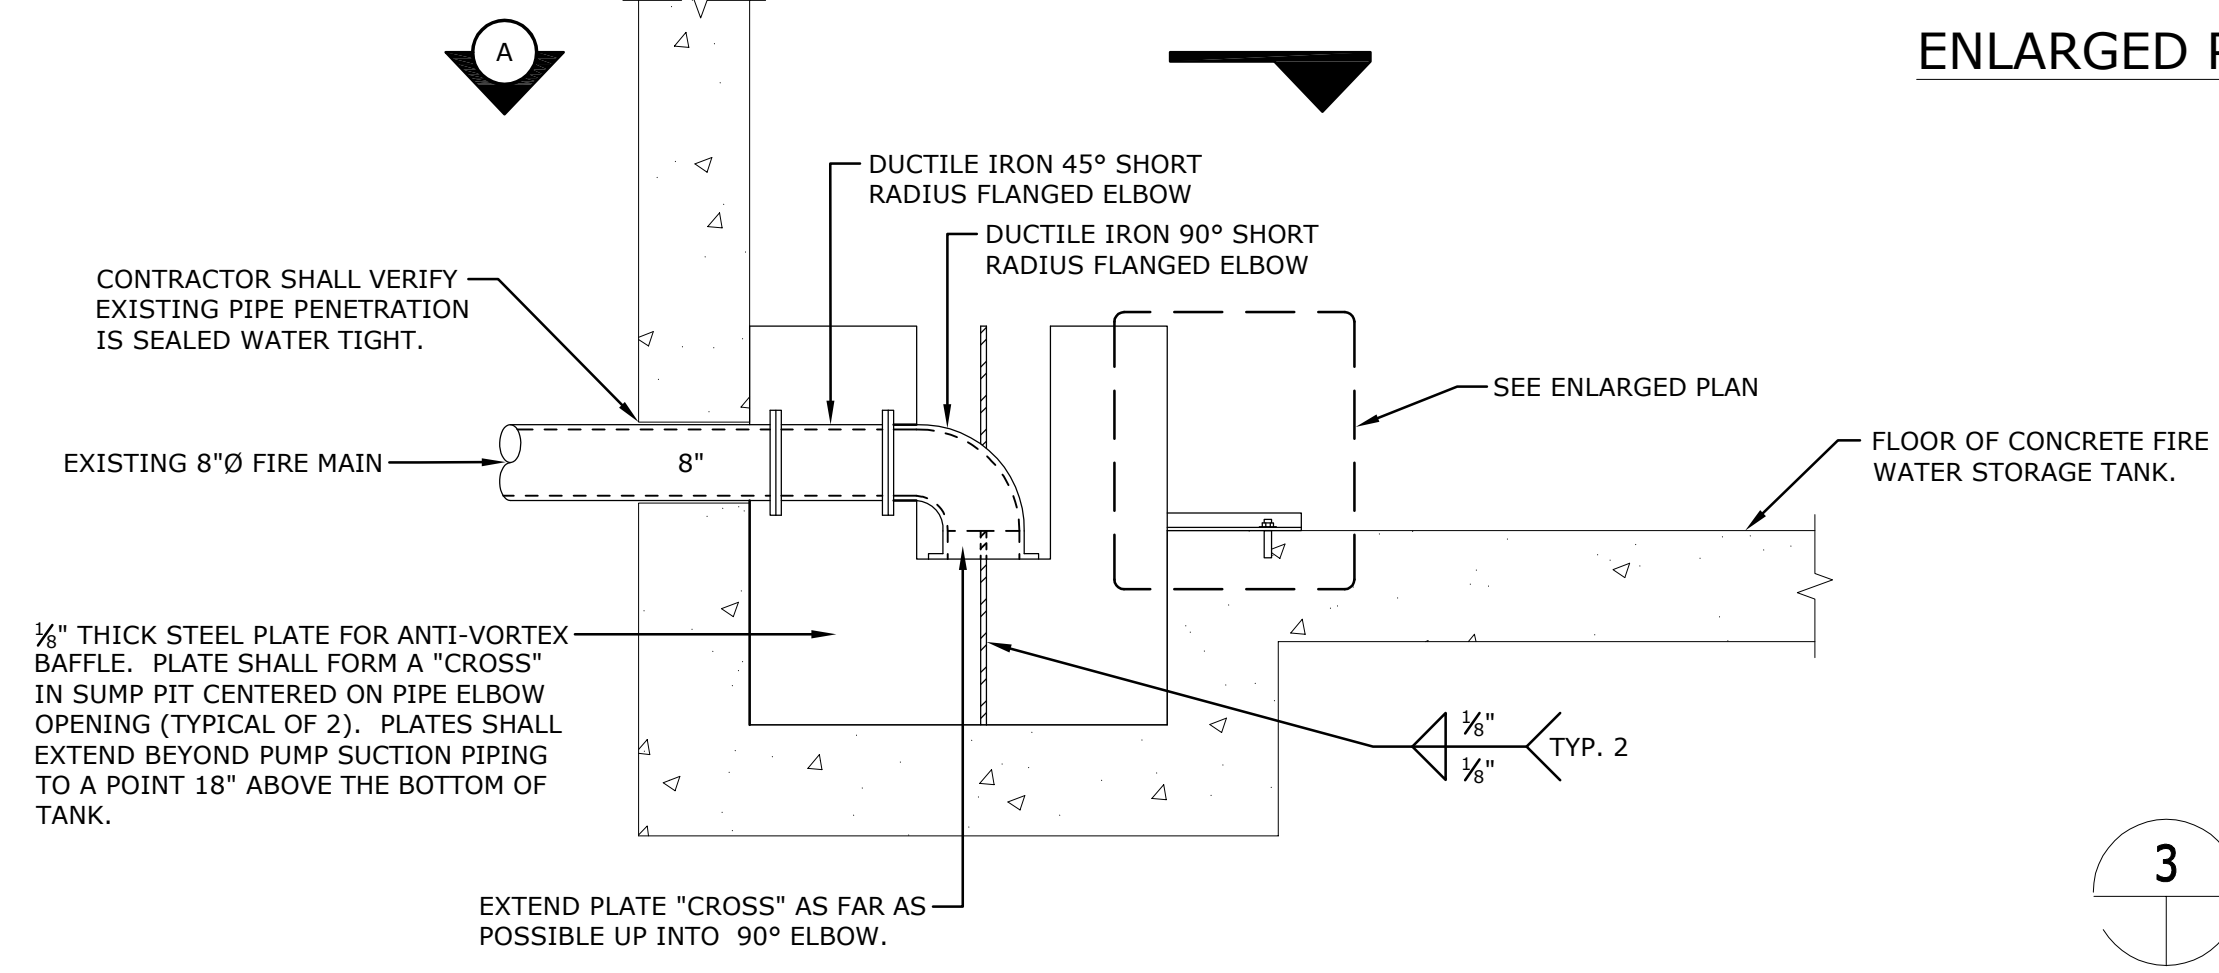 A
ENLARGED P
DUCTILE IRON 45° SHORT
RADIUS FLANGED ELBOW
DUCTILE IRON 90° SHORT
RADIUS FLANGED ELBOW
CONTRACTOR SHALL VERIFY
EXISTING PIPE PENETRATION
IS SEALED WATER TIGHT.
SEE ENLARGED PLAN
FLOOR OF CONCRETE FIRE
WATER STORAGE TANK.
EXISTING 8"Ø FIRE MAIN
8"
⅛" THICK STEEL PLATE FOR ANTI-VORTEX
BAFFLE. PLATE SHALL FORM A "CROSS"
IN SUMP PIT CENTERED ON PIPE ELBOW
OPENING (TYPICAL OF 2). PLATES SHALL
EXTEND BEYOND PUMP SUCTION PIPING
TO A POINT 18" ABOVE THE BOTTOM OF
TANK.
⅛"
TYP. 2
⅛"
3
EXTEND PLATE "CROSS" AS FAR AS
POSSIBLE UP INTO 90° ELBOW.